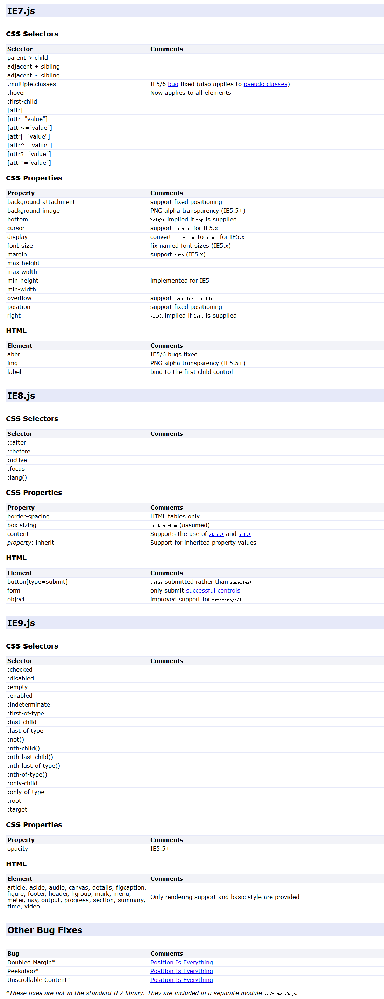 IE7.js
CSS Selectors
Selector Comments
parent > child
adjacent + sibling
adjacent ~ sibling
.multiple.classes IE5/6 bug fixed (also applies to pseudo classes)
:hover Now applies to all elements
:first-child
[attr]
[attr="value"]
[attr~="value"]
[attr|="value"]
[attr^="value"]
[attr$="value"]
[attr*="value"]
CSS Properties
Property Comments
background-attachment support fixed positioning
background-image PNG alpha transparency (IE5.5+)
bottom height implied if top is supplied
cursor support pointer for IE5.x
display convert list-item to block for IE5.x
font-size fix named font sizes (IE5.x)
margin support auto (IE5.x)
max-height
max-width
min-height implemented for IE5
min-width
overflow support overflow:visible
position support fixed positioning
right width implied if left is supplied
HTML
Element Comments
abbr IE5/6 bugs fixed
img PNG alpha transparency (IE5.5+)
label bind to the first child control
IE8.js
CSS Selectors
Selector Comments
::after
::before
:active
:focus
:lang()
CSS Properties
Property Comments
border-spacing HTML tables only
box-sizing content-box (assumed)
content Supports the use of attr() and url()
property: inherit Support for inherited property values
HTML
Element Comments
button[type=submit] value submitted rather than innerText
form only submit successful controls
object improved support for type=image/*
IE9.js
CSS Selectors
Selector Comments
:checked
:disabled
:empty
:enabled
:indeterminate
:first-of-type
:last-child
:last-of-type
:not()
:nth-child()
:nth-last-child()
:nth-last-of-type()
:nth-of-type()
:only-child
:only-of-type
:root
:target
CSS Properties
Property Comments
opacity IE5.5+
HTML
Element Comments
article, aside, audio, canvas, details, figcaption,
figure, footer, header, hgroup, mark, menu,
meter, nav, output, progress, section, summary,
time, video
Only rendering support and basic style are provided
Other Bug Fixes
Bug Comments
Doubled Margin* Position Is Everything
Peekaboo* Position Is Everything
Unscrollable Content* Position Is Everything
*These fixes are not in the standard IE7 library. They are included in a separate module ie7-squish.js.